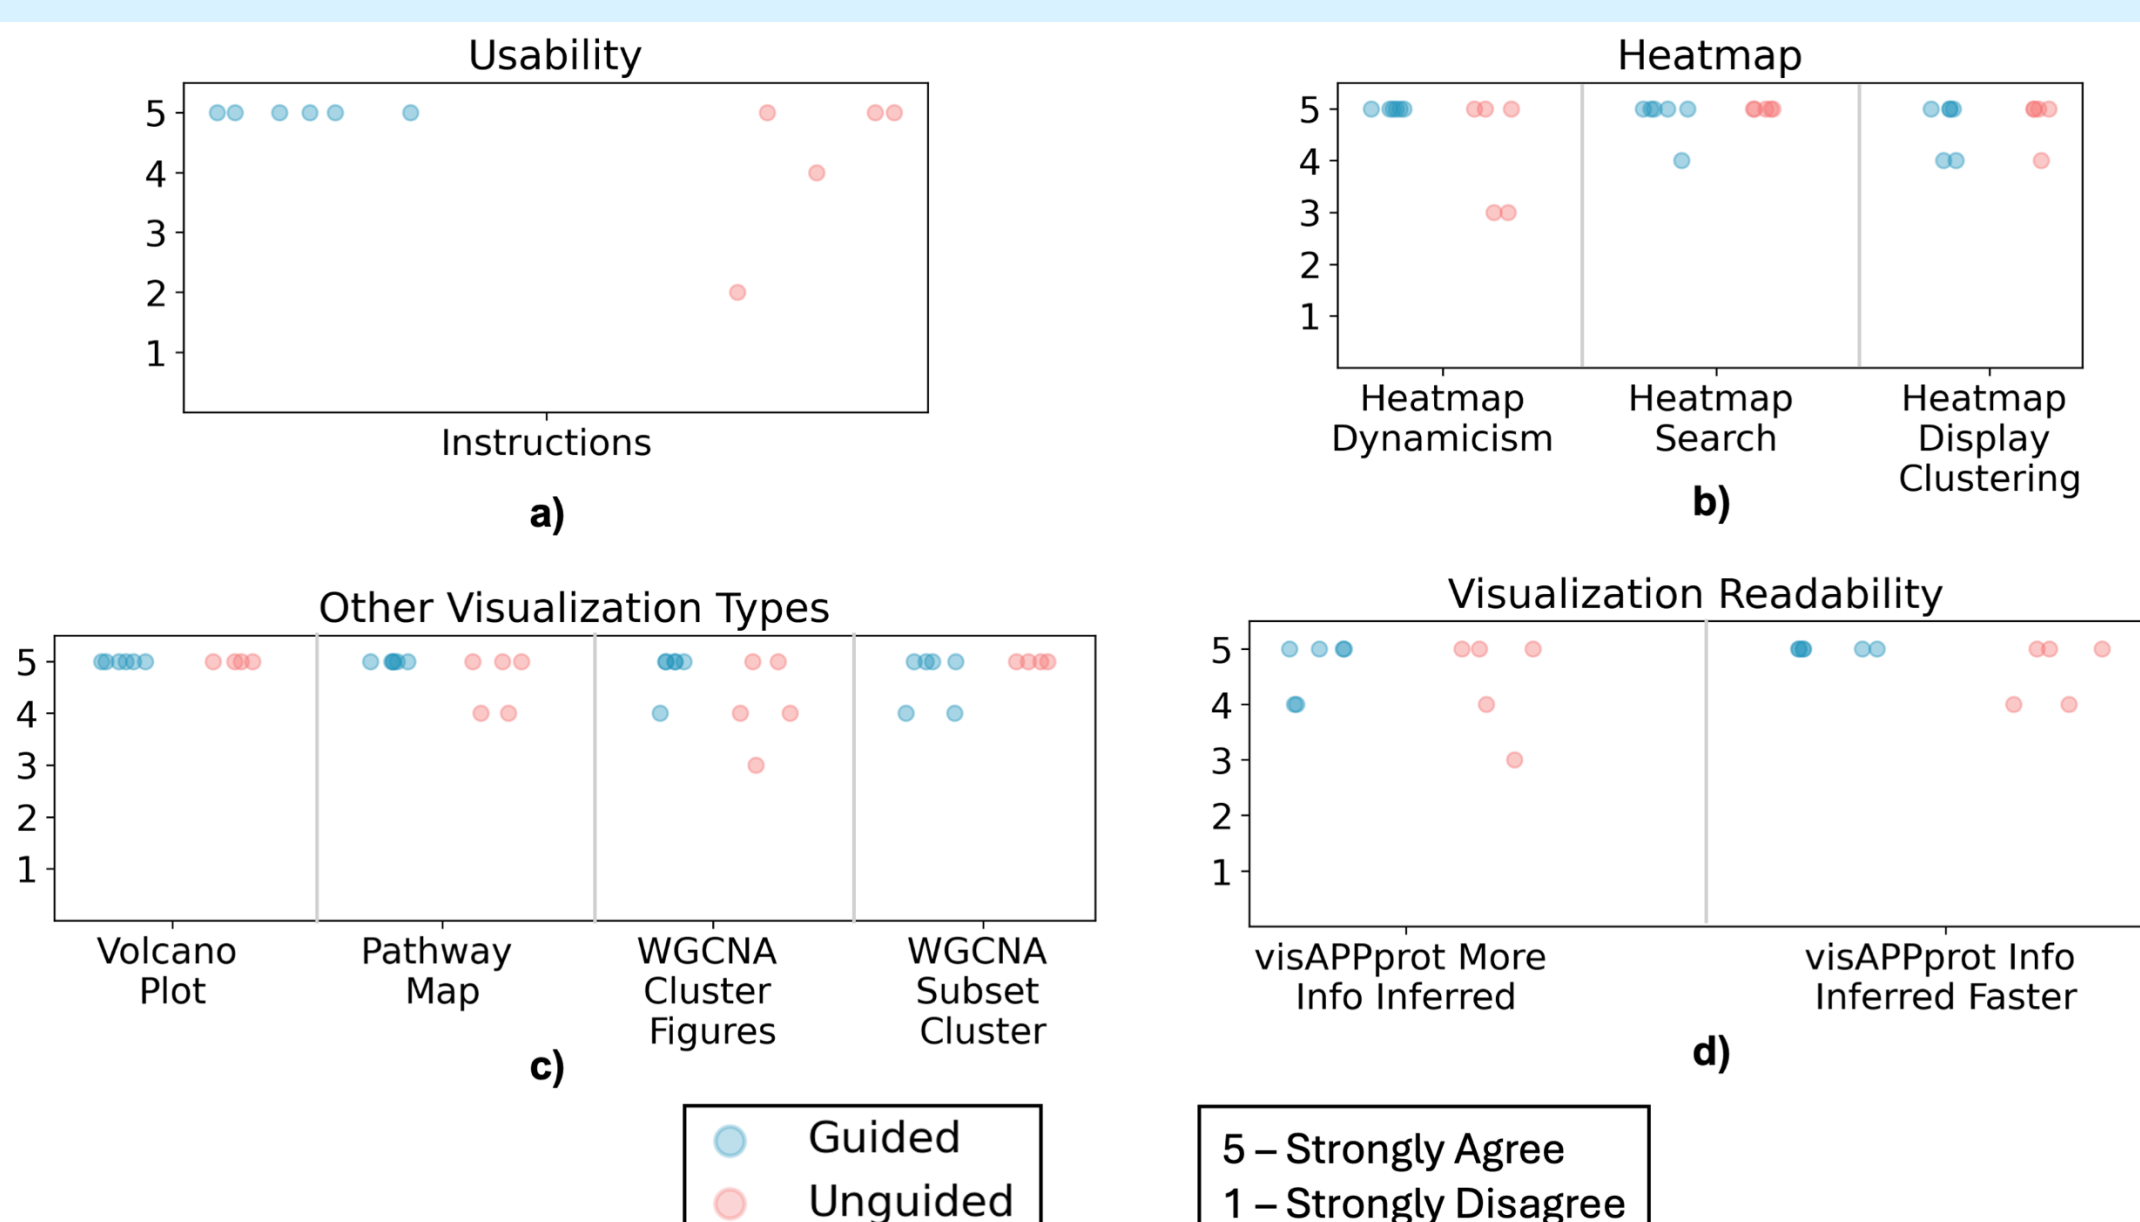 Usability
5
4
3
2
1
Instructions
a)
Heatmap
5
4
3
2
1
Heatmap
Dynamicism
Heatmap
Search
Heatmap
Display
Clustering
b)
Other Visualization Types
5
4
3
2
1
Volcano
Plot
Pathway
Map
WGCNA
Cluster
Figures
WGCNA
Subset
Cluster
c)
Visualization Readability
5
4
3
2
1
visAPPprot More
Info Inferred
visAPPprot Info
Inferred Faster
d)
Guided
Unguided
5 – Strongly Agree
1 – Strongly Disagree